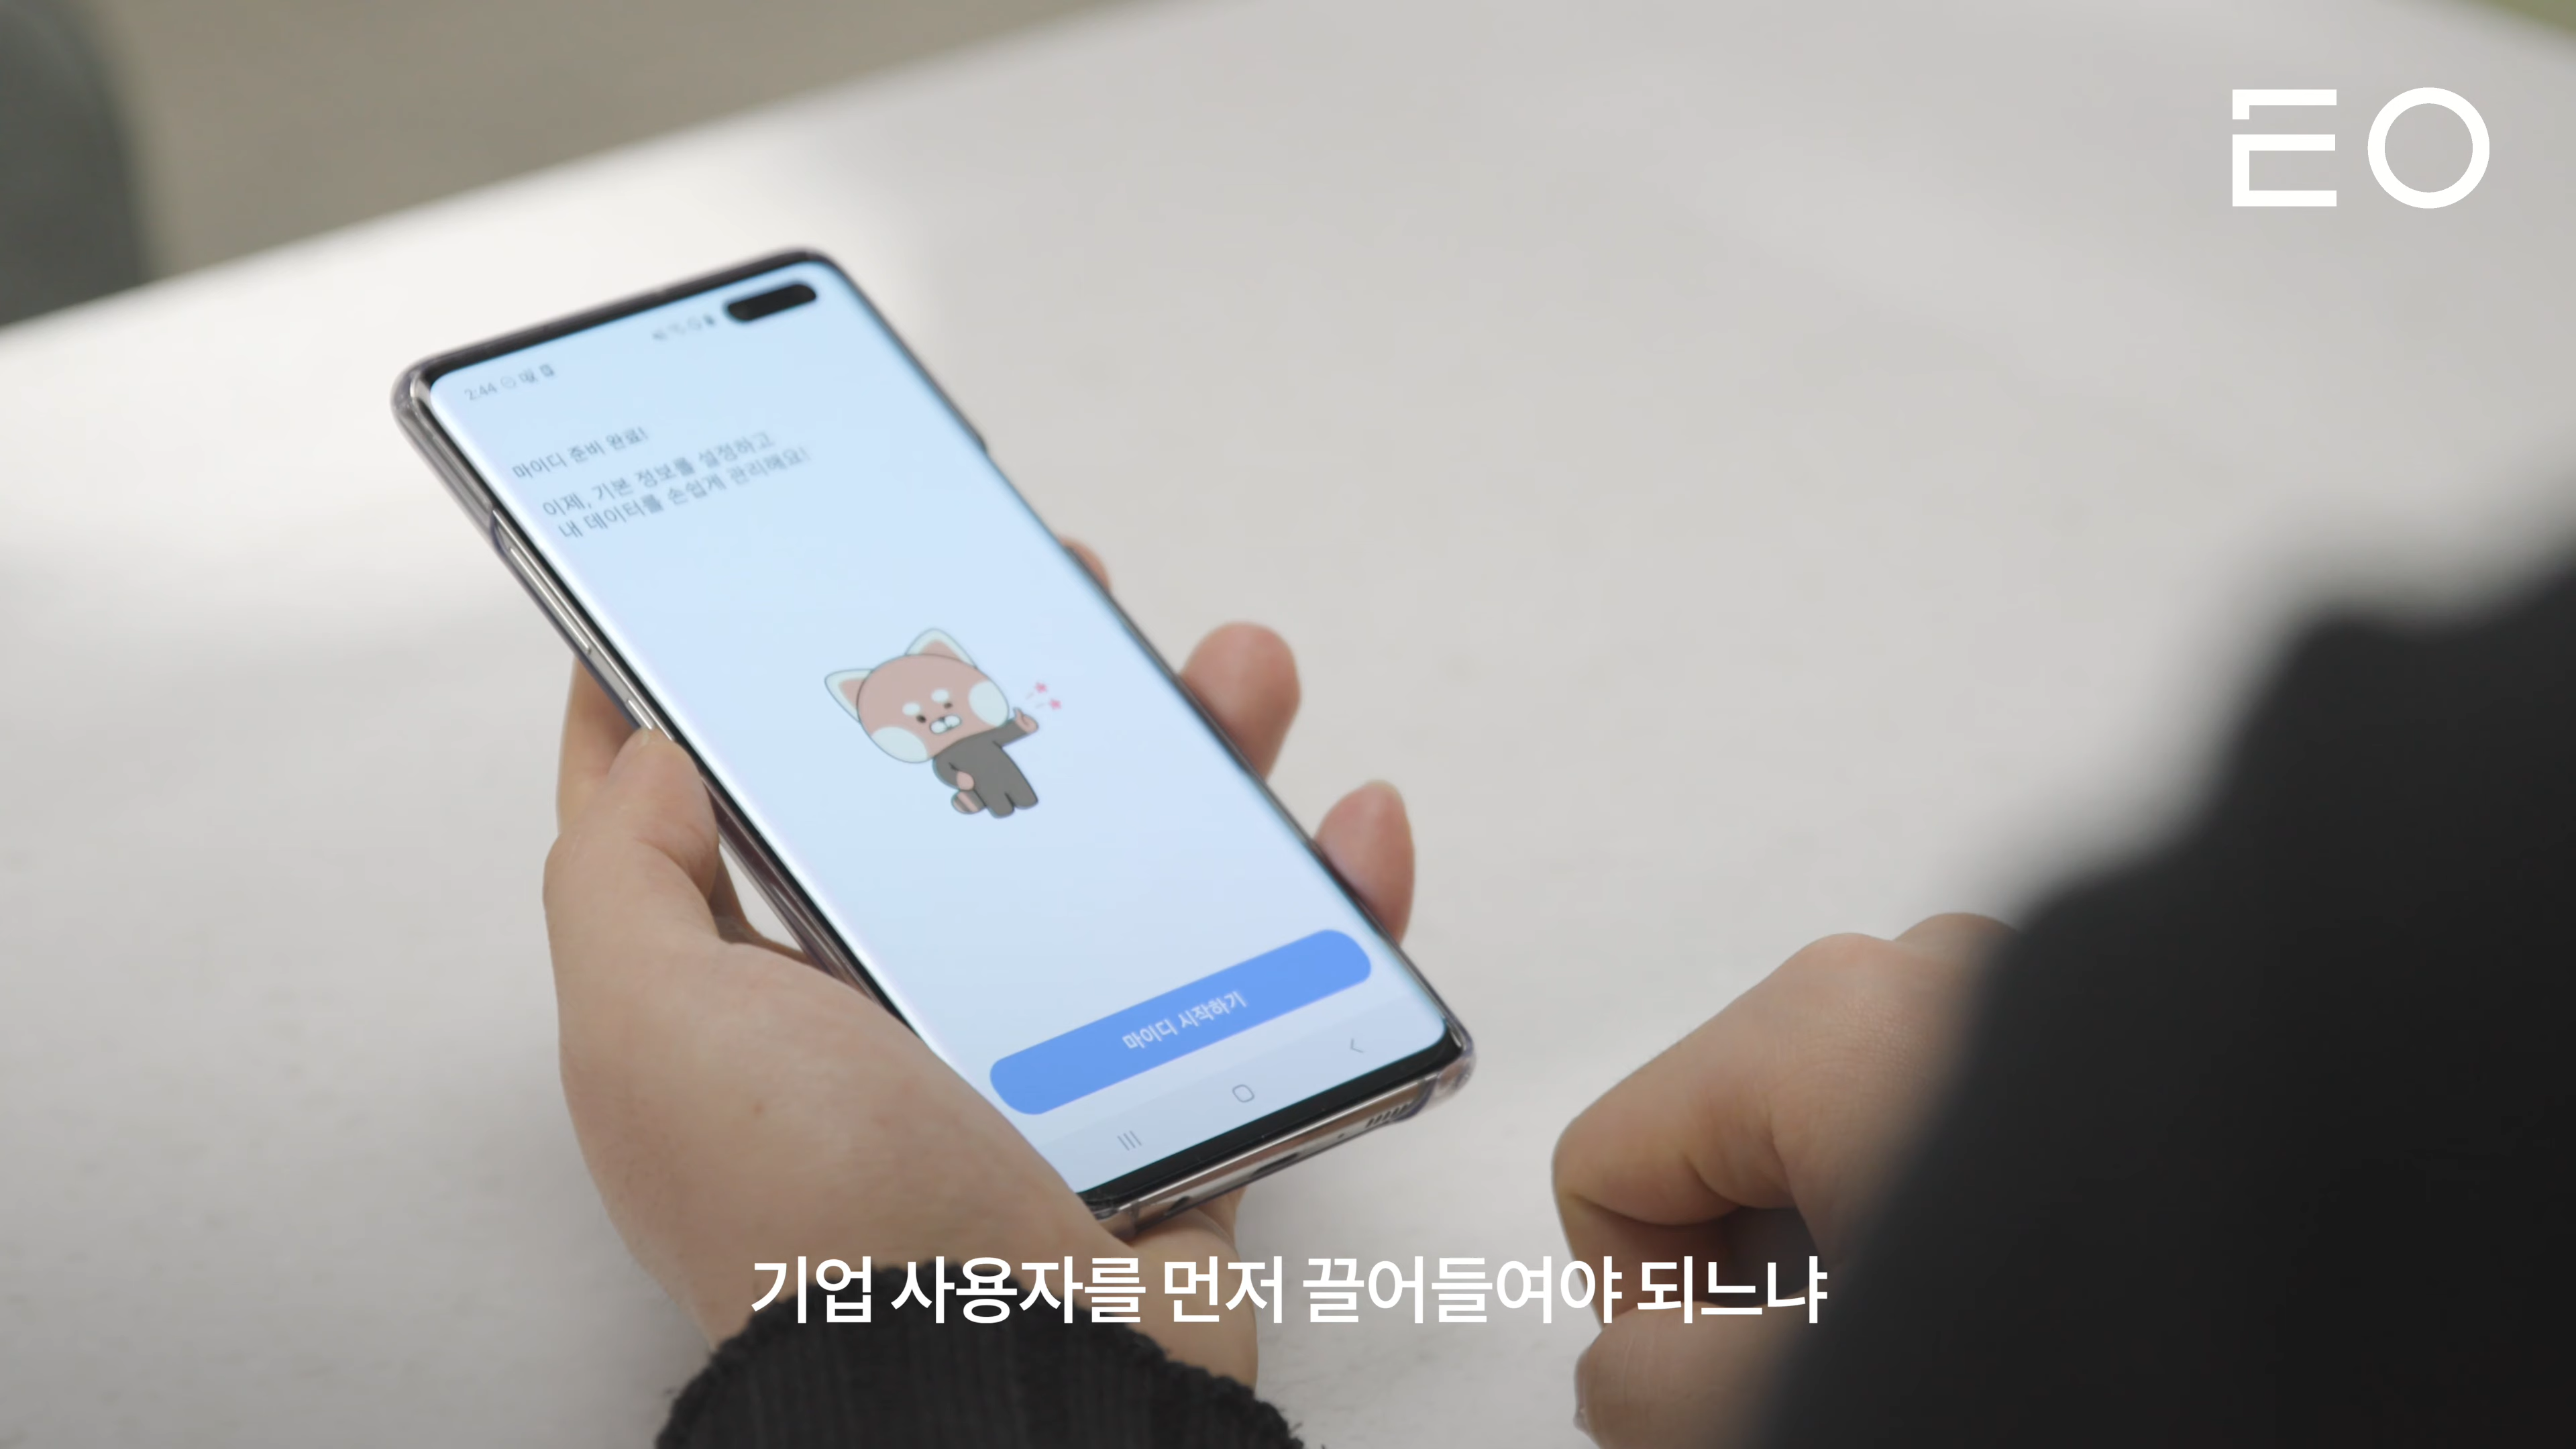 EO
2:44
마이디 준비 완료!
이제, 기본 정보를 설정하고
내 데이터를 손쉽게 관리해요!
마이디 시작하기
기업 사용자를 먼저 끌어들여야 되느냐